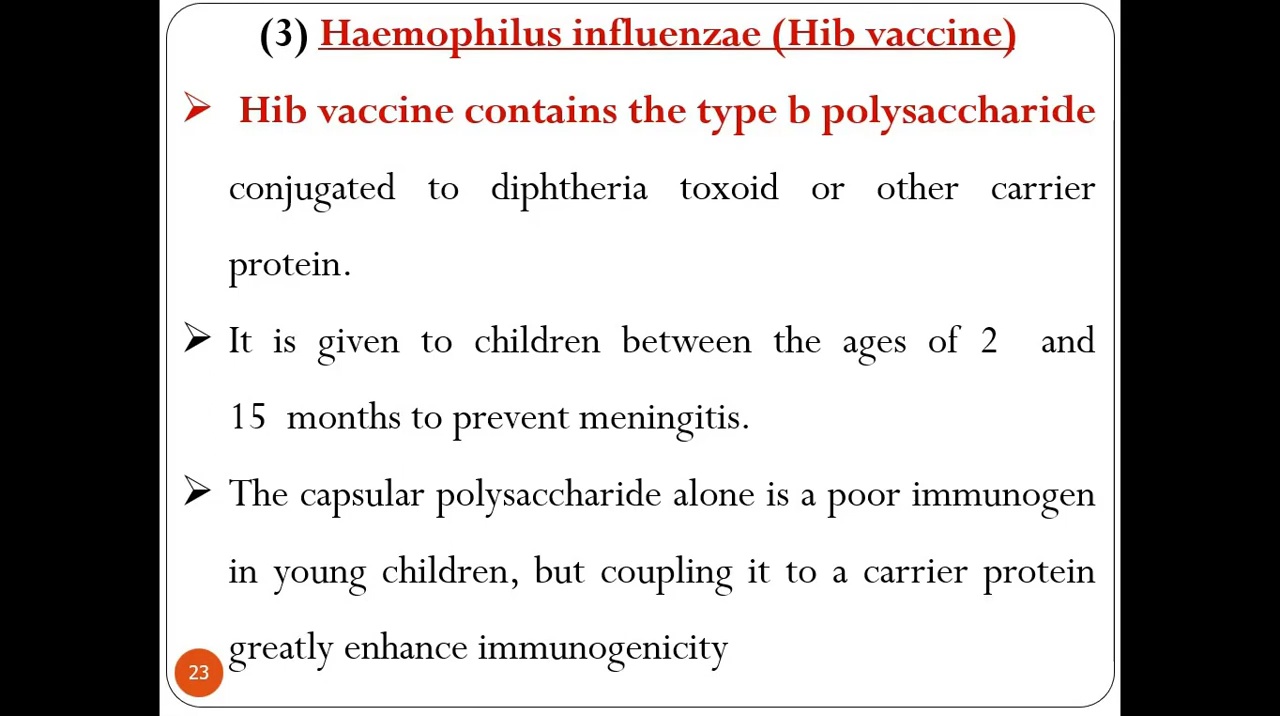 (3) Haemophilus influenzae (Hib vaccine)
➢ Hib vaccine contains the type b polysaccharide
conjugated to diphtheria toxoid or other carrier
protein.
➢ It is given to children between the ages of 2 and
15 months to prevent meningitis.
➢ The capsular polysaccharide alone is a poor immunogen
in young children, but coupling it to a carrier protein
greatly enhance immunogenicity
23